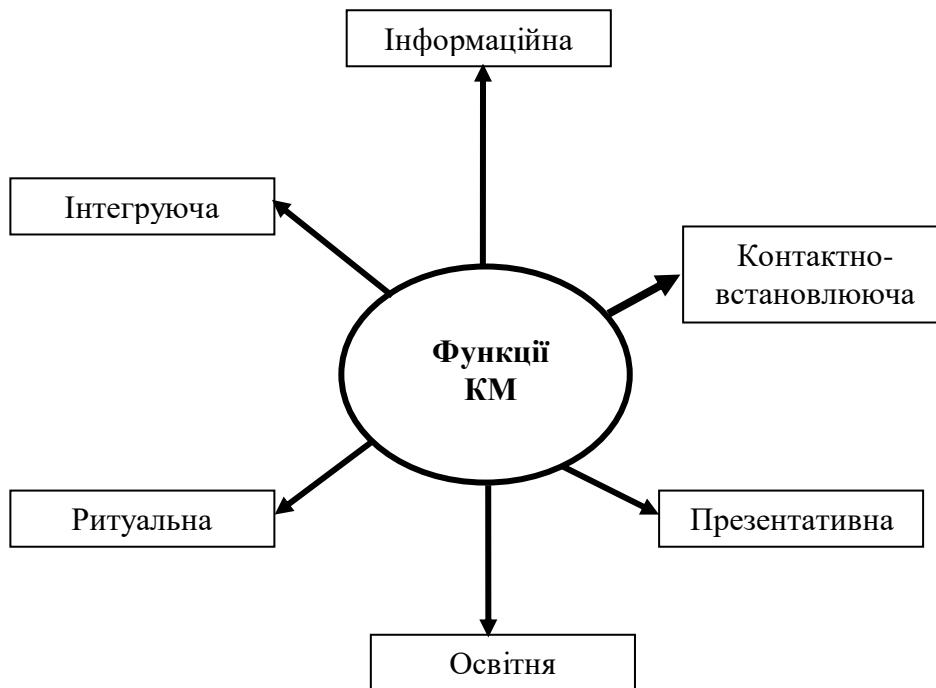 Інформаційна
Інтегруюча
Контактно-
встановлююча
Функції
КМ
Ритуальна
Презентативна
Освітня